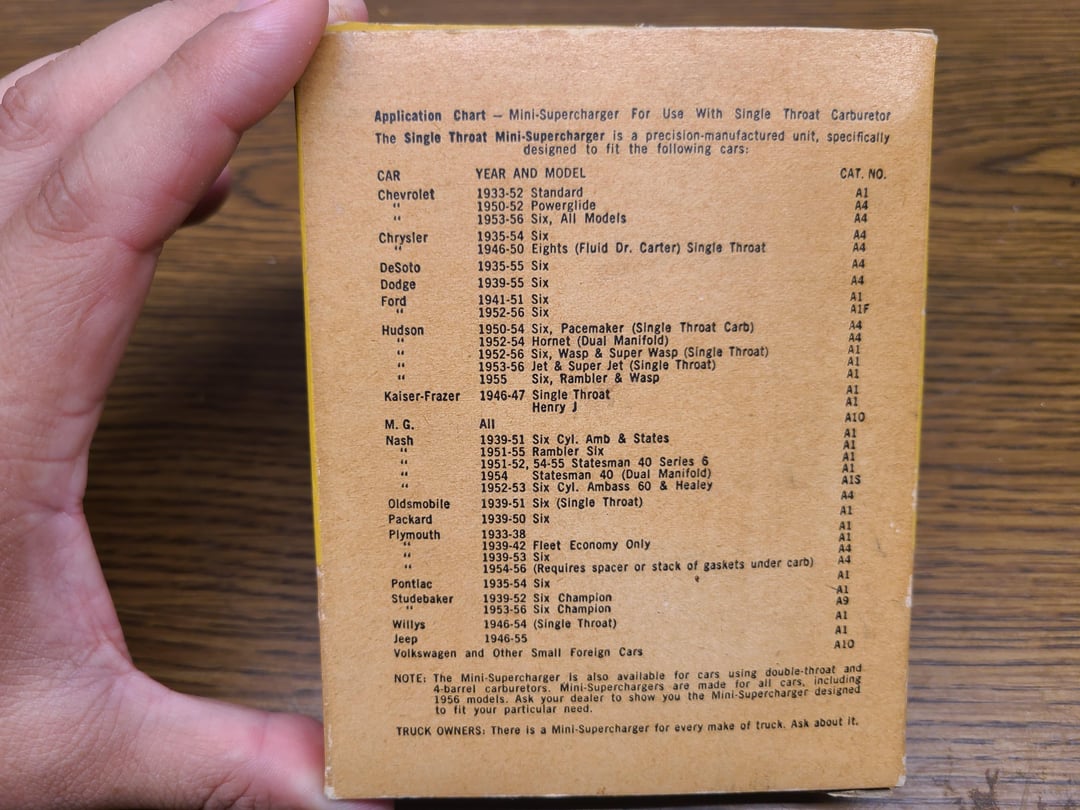 Application Chart — Mini-Supercharger For Use With Single Throat Carburetor
The Single Throat Mini-Supercharger is a precision-manufactured unit, specifically
designed to fit the following cars:
CAR YEAR AND MODEL CAT. NO.
Chevrolet 1933-52 Standard A1
“ 1950-52 Powerglide A4
“ 1953-56 Six, All Models A4
Chrysler 1935-54 Six A4
“ 1946-50 Eights (Fluid Dr. Carter) Single Throat A4
DeSoto 1935-55 Six A4
Dodge 1939-55 Six A4
Ford 1941-51 Six A1
“ 1952-56 Six A1F
Hudson 1950-54 Six, Pacemaker (Single Throat Carb) A4
“ 1952-54 Hornet (Dual Manifold) A4
“ 1952-56 Six, Wasp & Super Wasp (Single Throat) A1
“ 1953-56 Jet & Super Jet (Single Throat) A1
“ 1955 Six, Rambler & Wasp A1
Kaiser-Frazer 1946-47 Single Throat A1
Henry J A1
M. G. All A10
Nash 1939-51 Six Cyl. Amb & States A1
“ 1951-55 Rambler Six A1
“ 1951-52, 54-55 Statesman 40 Series 6 A1
“ 1954 Statesman 40 (Dual Manifold) A1
“ 1952-53 Six Cyl. Ambass 60 & Healey A1S
Oldsmobile 1939-51 Six (Single Throat) A4
Packard 1939-50 Six A1
Plymouth 1933-38 A1
“ 1939-42 Fleet Economy Only A1
“ 1939-53 Six A4
“ 1954-56 (Requires spacer or stack of gaskets under carb) A4
Pontiac 1935-54 Six A1
Studebaker 1939-52 Six Champion A1
“ 1953-56 Six Champion A9
Willys 1946-54 (Single Throat) A1
Jeep 1946-55 A1
Volkswagen and Other Small Foreign Cars A10
NOTE: The Mini-Supercharger is also available for cars using double-throat and
4-barrel carburetors. Mini-Superchargers are made for all cars, including
1956 models. Ask your dealer to show you the Mini-Supercharger designed
to fit your particular need.
TRUCK OWNERS: There is a Mini-Supercharger for every make of truck. Ask about it.